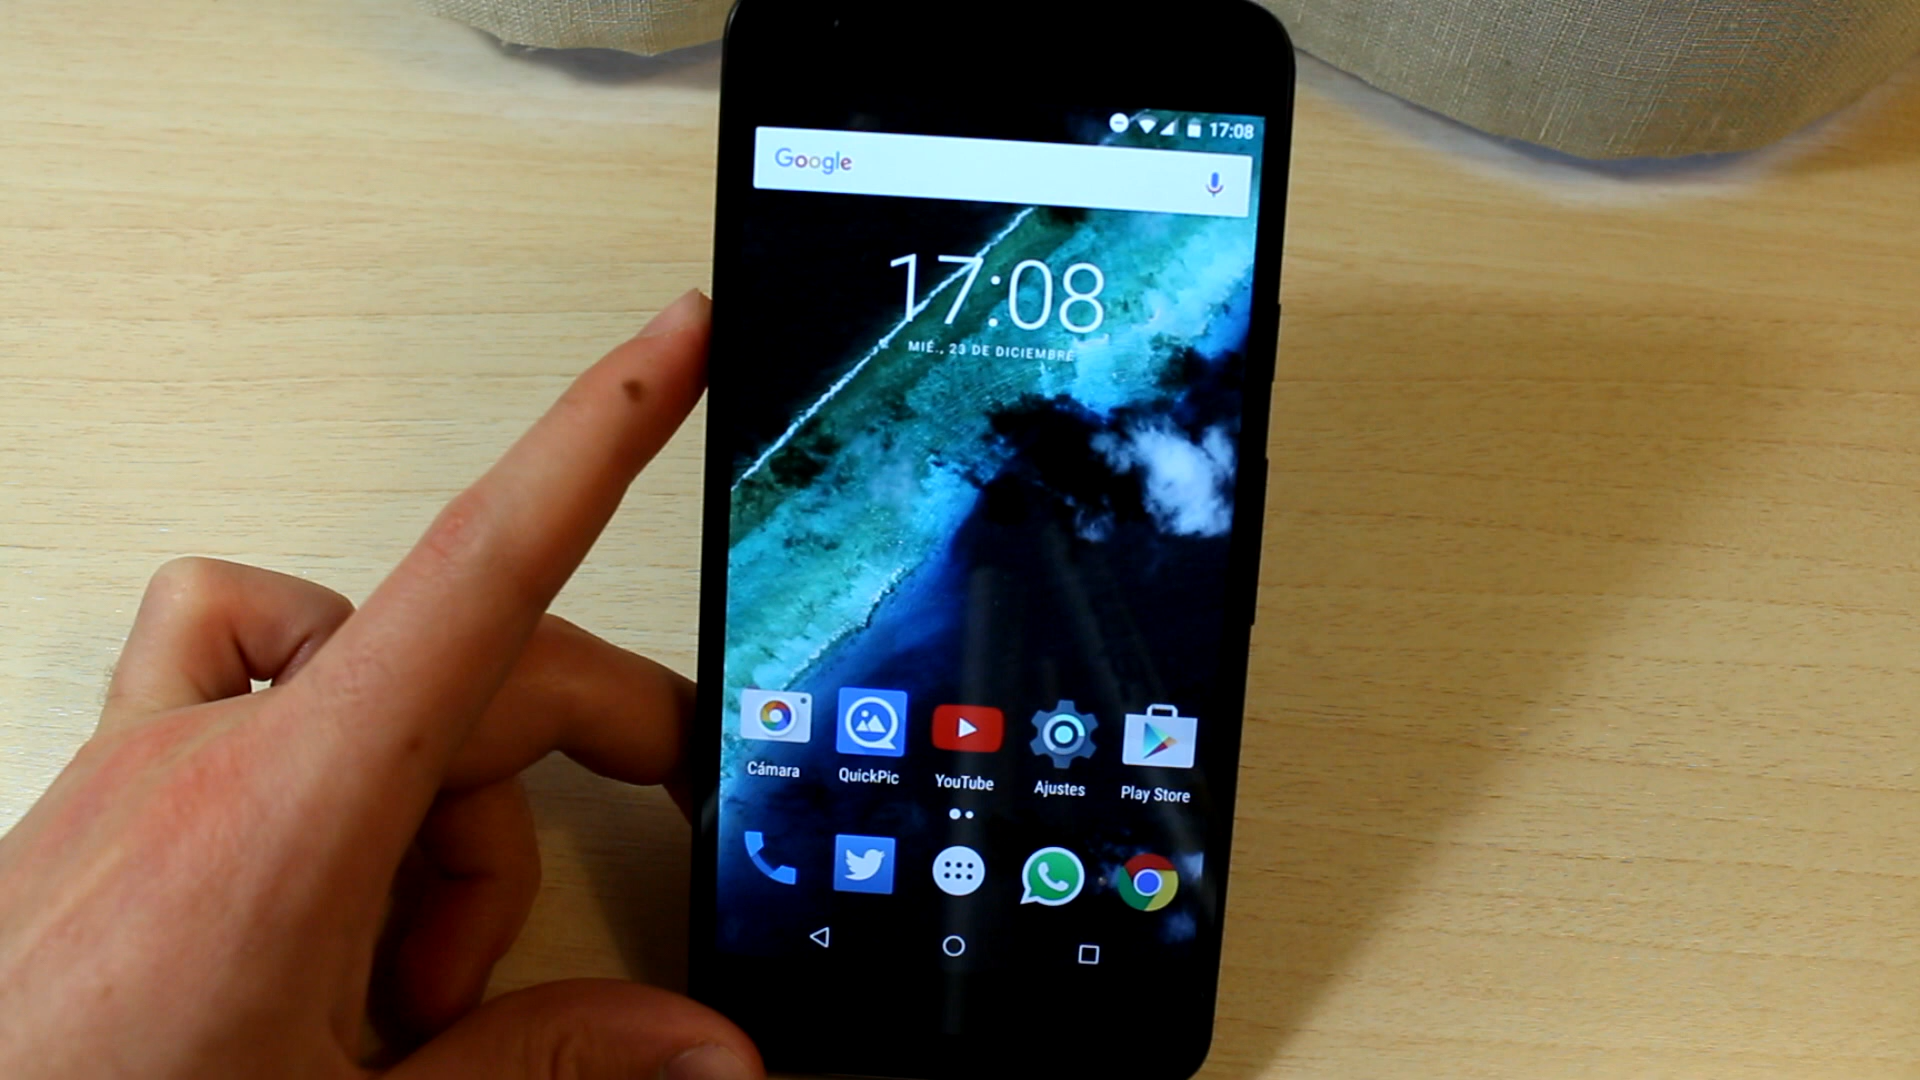 17:08
Google
17:08
MIÉ., 23 DE DICIEMBRE
Cámara
QuickPic
YouTube
Ajustes
Play Store